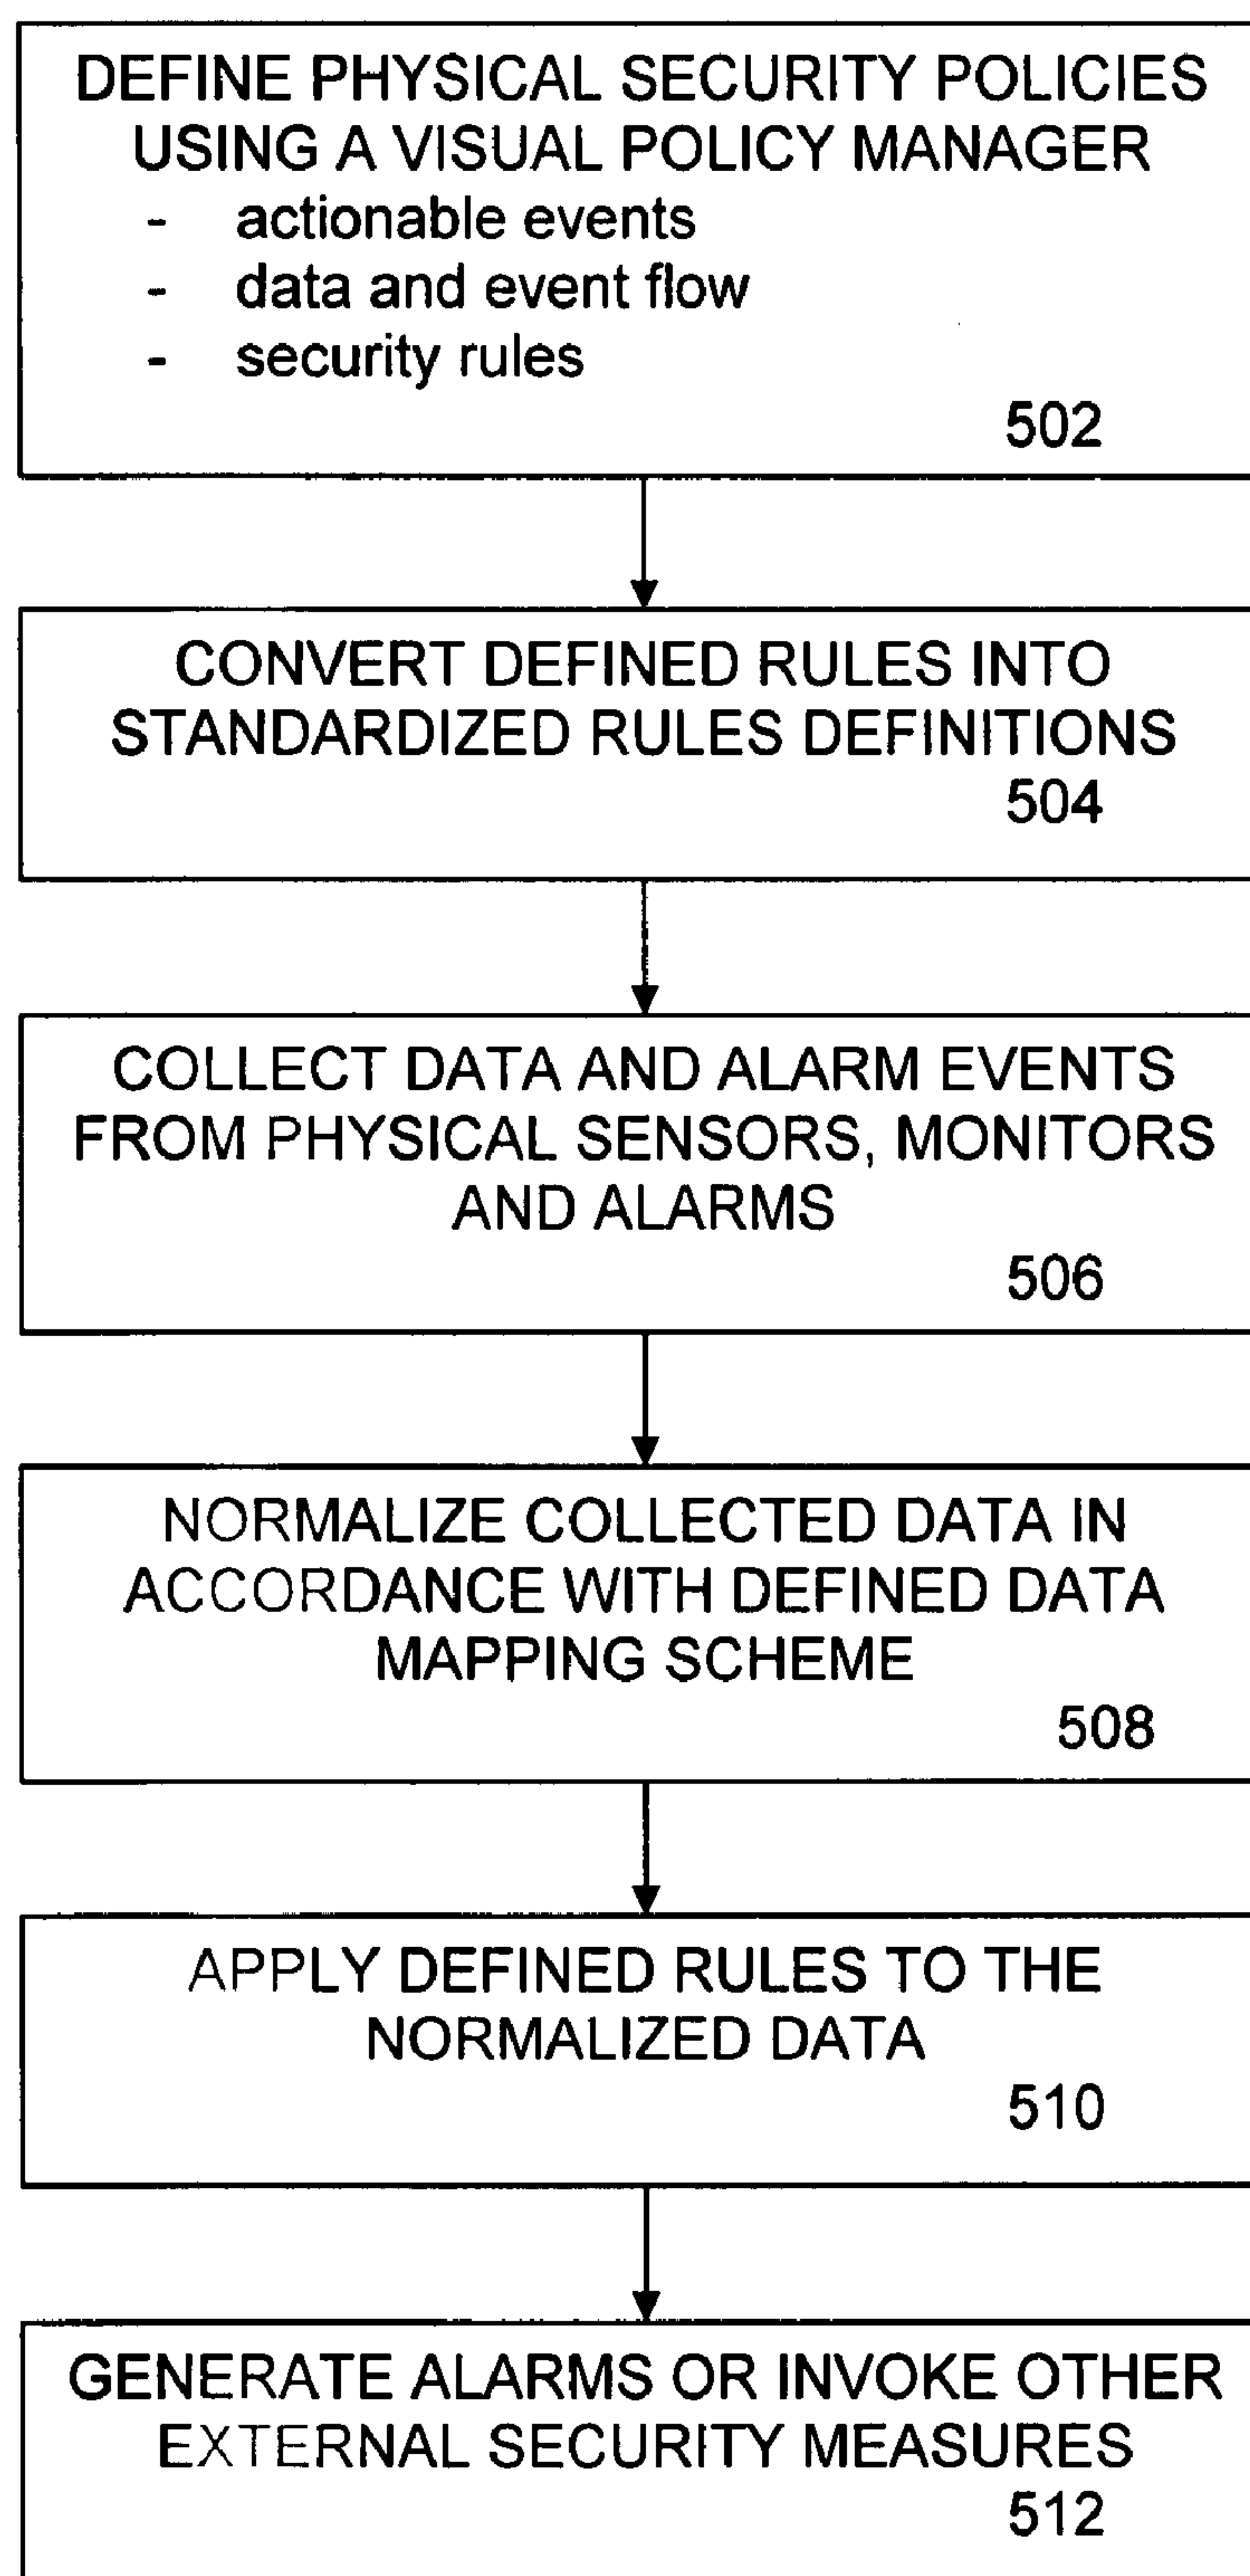 DEFINE PHYSICAL SECURITY POLICIES
USING A VISUAL POLICY MANAGER
- actionable events
- data and event flow
- security rules
502
CONVERT DEFINED RULES INTO
STANDARDIZED RULES DEFINITIONS
504
COLLECT DATA AND ALARM EVENTS
FROM PHYSICAL SENSORS, MONITORS
AND ALARMS
506
NORMALIZE COLLECTED DATA IN
ACCORDANCE WITH DEFINED DATA
MAPPING SCHEME
508
APPLY DEFINED RULES TO THE
NORMALIZED DATA
510
GENERATE ALARMS OR INVOKE OTHER
EXTERNAL SECURITY MEASURES
512